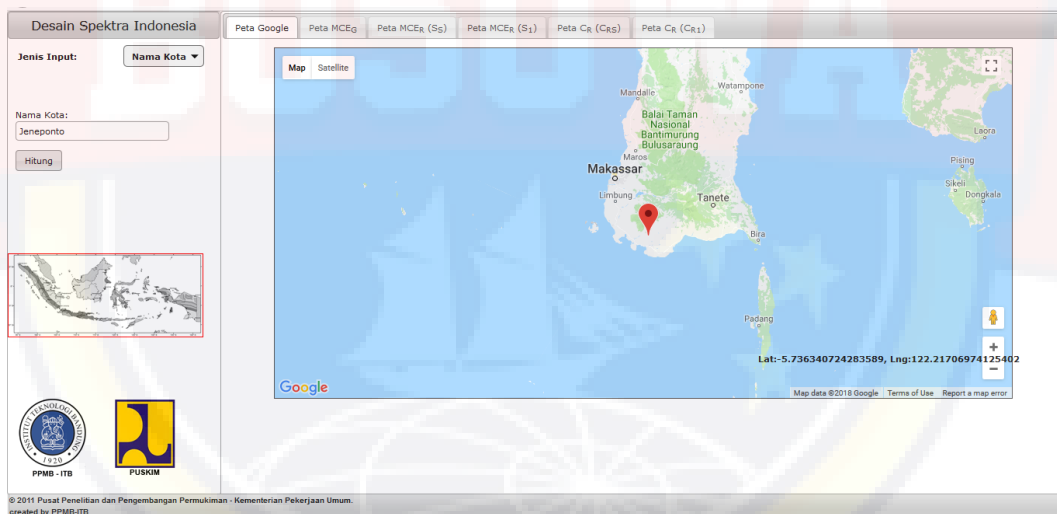 Desain Spektra Indonesia
Peta Google
Peta MCEG
Peta MCER (SS)
Peta MCER (S1)
Peta CR (CRS)
Peta CR (CR1)
Jenis Input:
Nama Kota
Nama Kota:
Jeneponto
Hitung
Map
Satellite
Mandalle
Watampone
Balai Taman
Nasional
Bantimurung
Bulusaraung
Maros
Makassar
Limbung
Tanete
Bira
Padang
Laora
Pising
Sikeli
Dongkala
Lat:-5.736340724283589, Lng:122.21706974125402
Google
Map data ©2018 Google
Terms of Use
Report a map error
INSTITUT TEKNOLOGI BANDUNG
1920
PPMB - ITB
PUSKIM
© 2011 Pusat Penelitian dan Pengembangan Permukiman - Kementerian Pekerjaan Umum.
created by PPMB-ITB